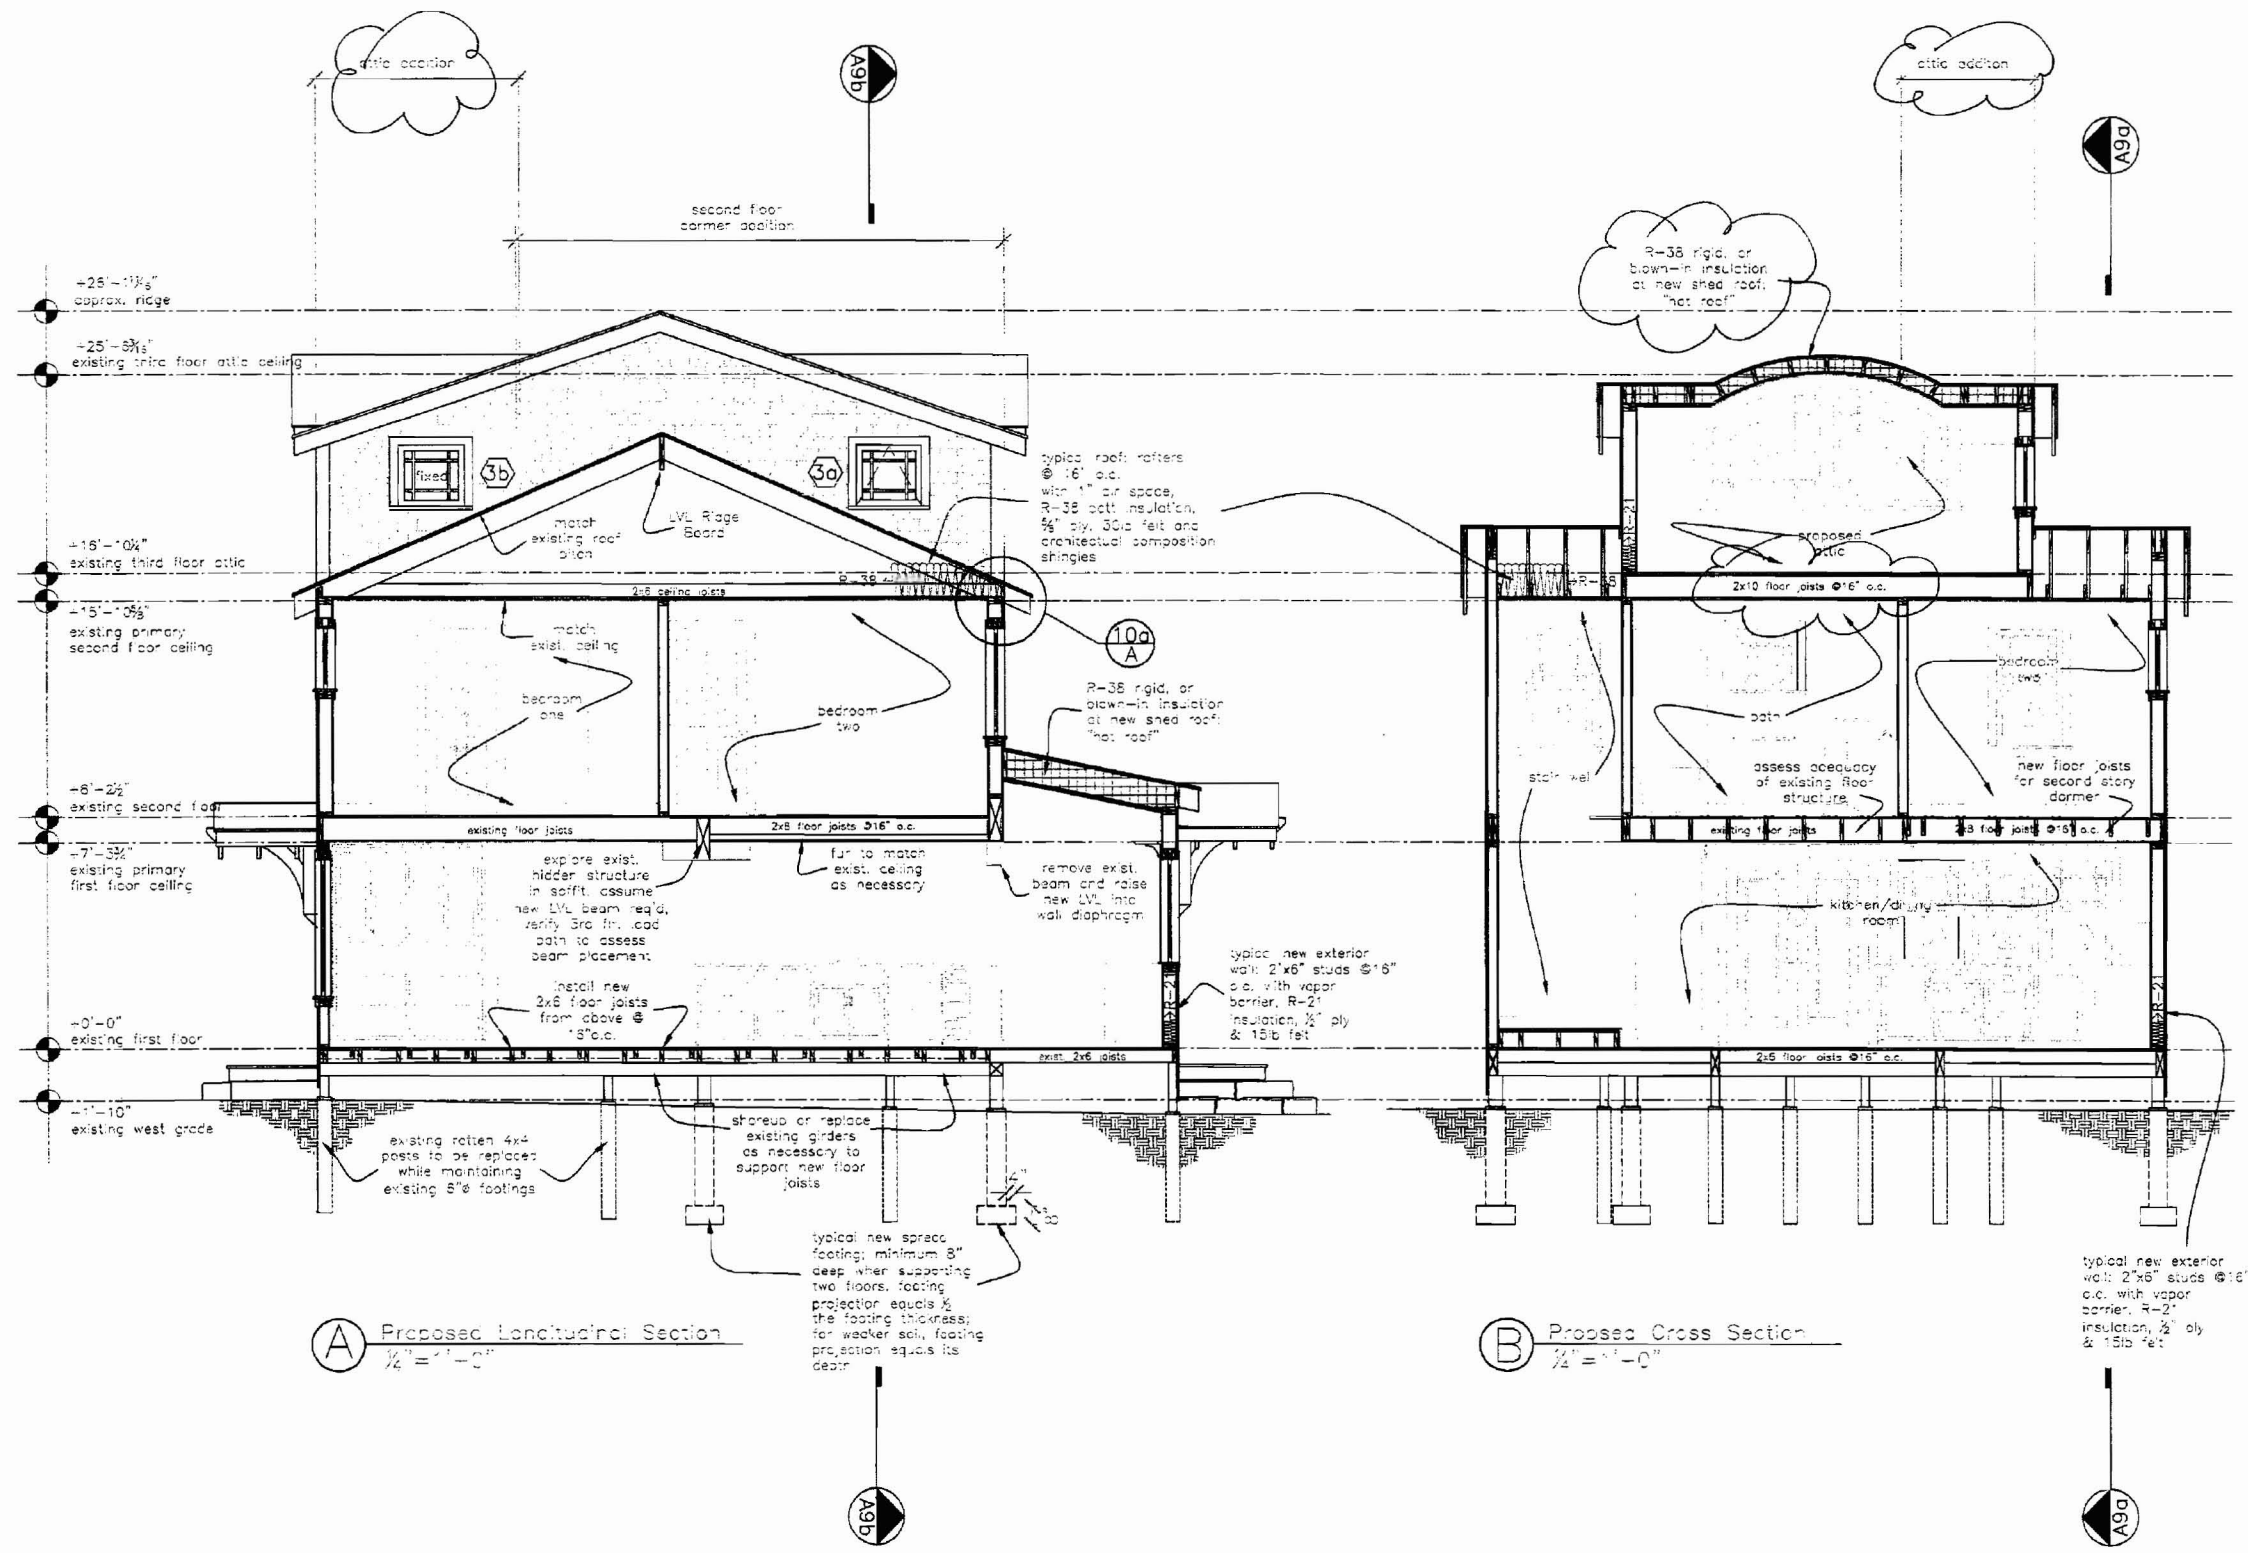 attic addition
A9b
second floor
dormer addition
approx. ridge
existing third floor attic ceiling
fixed
3b
3a
match
existing roof
pitch
LVL Ridge
Board
typical roof: rafters
@ 16" o.c.
with 1" air space,
R-38 batt insulation,
⅝" ply, 30lb felt and
architectual composition
shingles
+16'-10¼"
existing third floor attic
R-38
2x6 ceiling joists
+15'-10⅝"
existing primary
second floor ceiling
match
exist. ceiling
10a
A
bedroom
one
bedroom
two
R-38 rigid, or
blown-in insulation
at new shed roof;
"hot roof"
+8'-2½"
existing second floor
existing floor joists
2x8 floor joists @16" o.c.
+7'-3¾"
existing primary
first floor ceiling
explore exist.
hidden structure
in soffit, assume
new LVL beam req'd,
verify 3rd flr. load
path to assess
beam placement
fur to match
exist. ceiling
as necessary
remove exist.
beam and raise
new LVL into
wall diaphragm
install new
2x6 floor joists
from above @
16"o.c.
R-21
typical new exterior
wall: 2"x6" studs @16"
o.c. with vapor
barrier, R-21
insulation, ½" ply
& 15lb felt
+0'-0"
existing first floor
exist. 2x6 joists
-1'-10"
existing west grade
existing rotten 4x4
posts to be replaced
while maintaining
existing 8"ø footings
shoreup or replace
existing girders
as necessary to
support new floor
joists
4"
8"
typical new spread
footing; minimum 8"
deep when supporting
two floors, footing
projection equals ½
the footing thickness;
for weaker soil, footing
projection equals its
depth
A
Proposed Longitudinal Section
¼"=1'-0"
A9b
attic additon
A9a
R-38 rigid, or
blown-in insulation
at new shed roof;
"hot roof"
R-21
proposed
attic
R-38
2x10 floor joists @16" o.c.
bedroom
two
bath
stair well
assess adequacy
of existing floor
structure
new floor joists
for second story
dormer
existing floor joists
2x8 floor joists @16" o.c.
kitchen/dining
room
R-21
2x6 floor joists @16" o.c.
typical new exterior
wall: 2"x6" studs @16"
o.c. with vapor
barrier, R-21
insulation, ½" ply
& 15lb felt
B
Proposed Cross Section
¼"=1'-0"
A9a